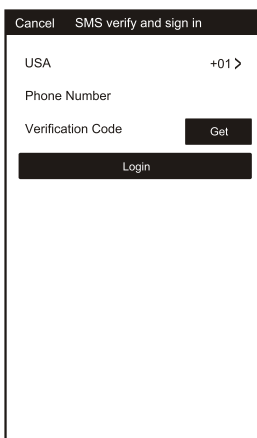 Cancel SMS verify and sign in
USA +01 >
Phone Number
Verification Code Get
Login